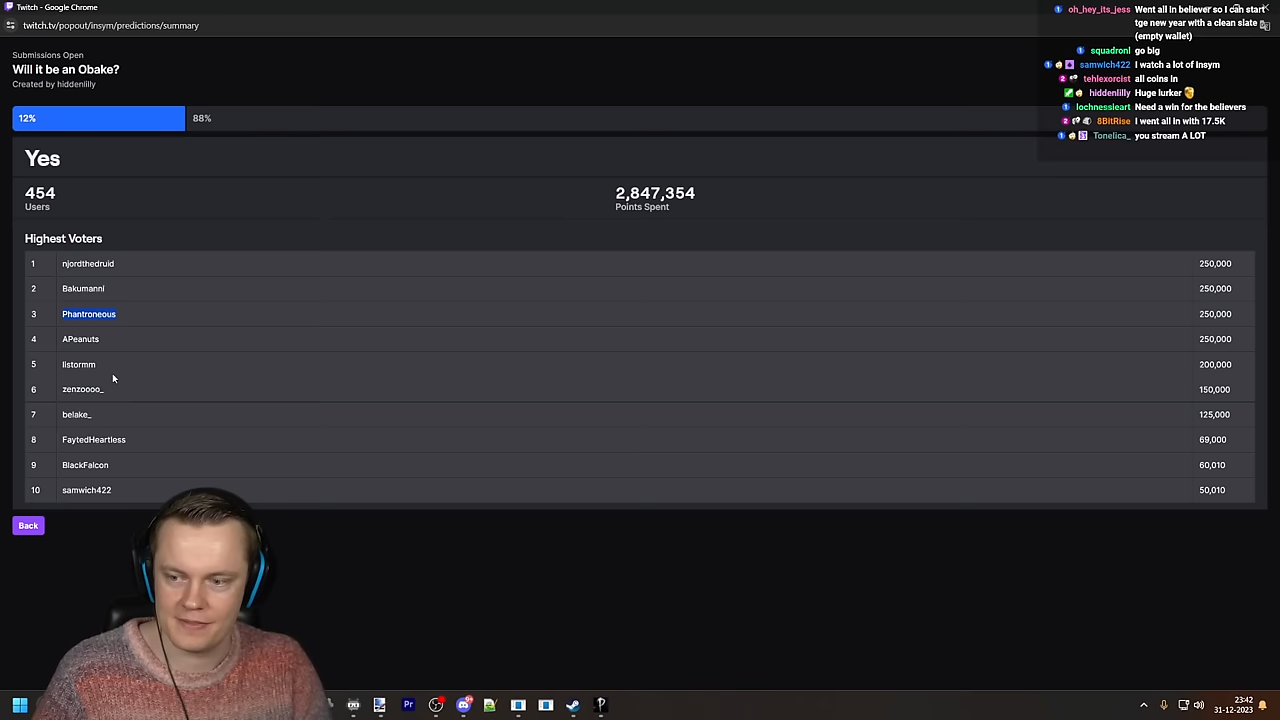 Twitch - Google Chrome
twitch.tv/popout/insym/predictions/summary
Submissions Open
Will it be an Obake?
Created by hiddenlilly
12%
88%
Yes
454
Users
2,847,354
Points Spent
Highest Voters
1 njordthedruid 250,000
2 Bakumanni 250,000
3 Phantroneous 250,000
4 APeanuts 250,000
5 listormm 200,000
6 zenzoooo_ 150,000
7 belake_ 125,000
8 FaytedHeartless 69,000
9 BlackFalcon 60,010
10 samwich422 50,010
Back
oh_hey_its_jess Went all in believer so I can start
tge new year with a clean slate
(empty wallet)
squadroni go big
samwich422 I watch a lot of Insym
tehlexorcist all coins in
hiddenlilly Huge lurker
lochnessieart Need a win for the believers
8BitRise I went all in with 17.5K
Tonelica_ you stream A LOT
Pr
23:42
31-12-2023